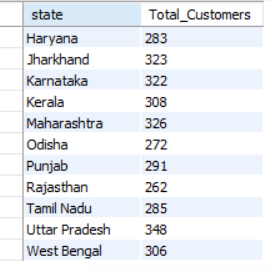 state Total_Customers
Haryana 283
Jharkhand 323
Karnataka 322
Kerala 308
Maharashtra 326
Odisha 272
Punjab 291
Rajasthan 262
Tamil Nadu 285
Uttar Pradesh 348
West Bengal 306